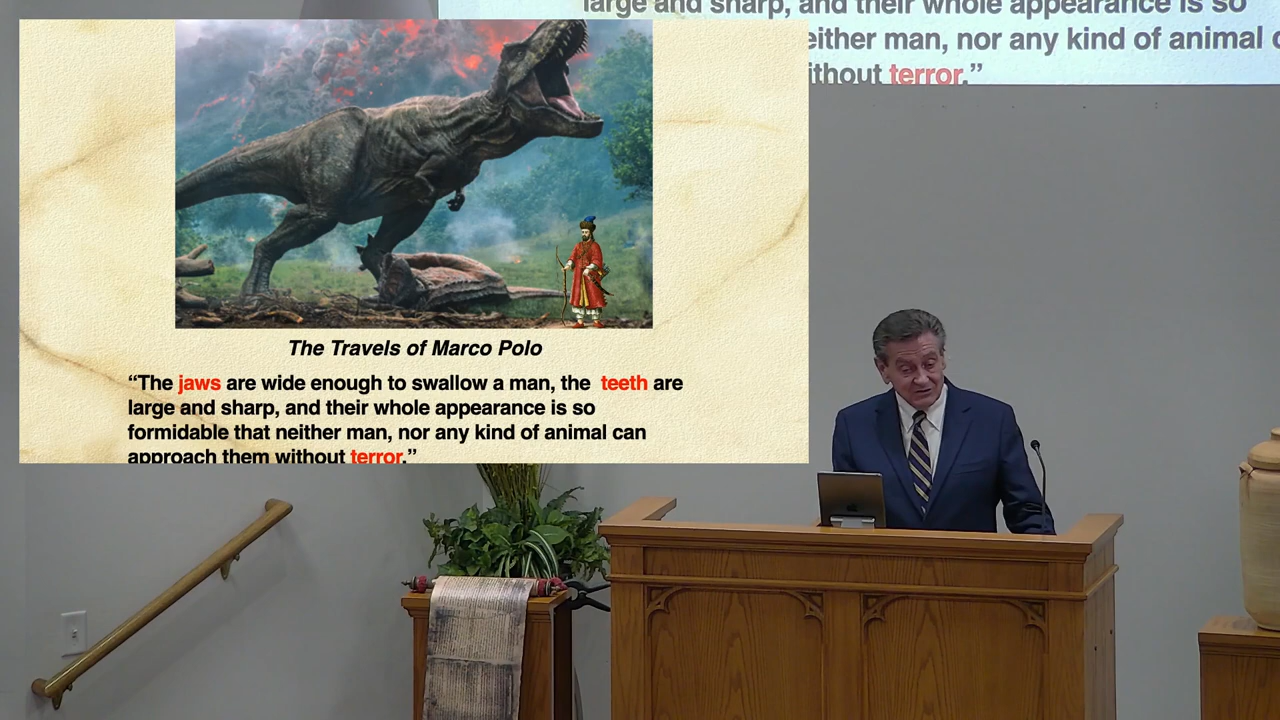 large and sharp, and their whole appearance is so
either man, nor any kind of animal
ithout terror.”
The Travels of Marco Polo
“The jaws are wide enough to swallow a man, the teeth are
large and sharp, and their whole appearance is so
formidable that neither man, nor any kind of animal can
approach them without terror.”